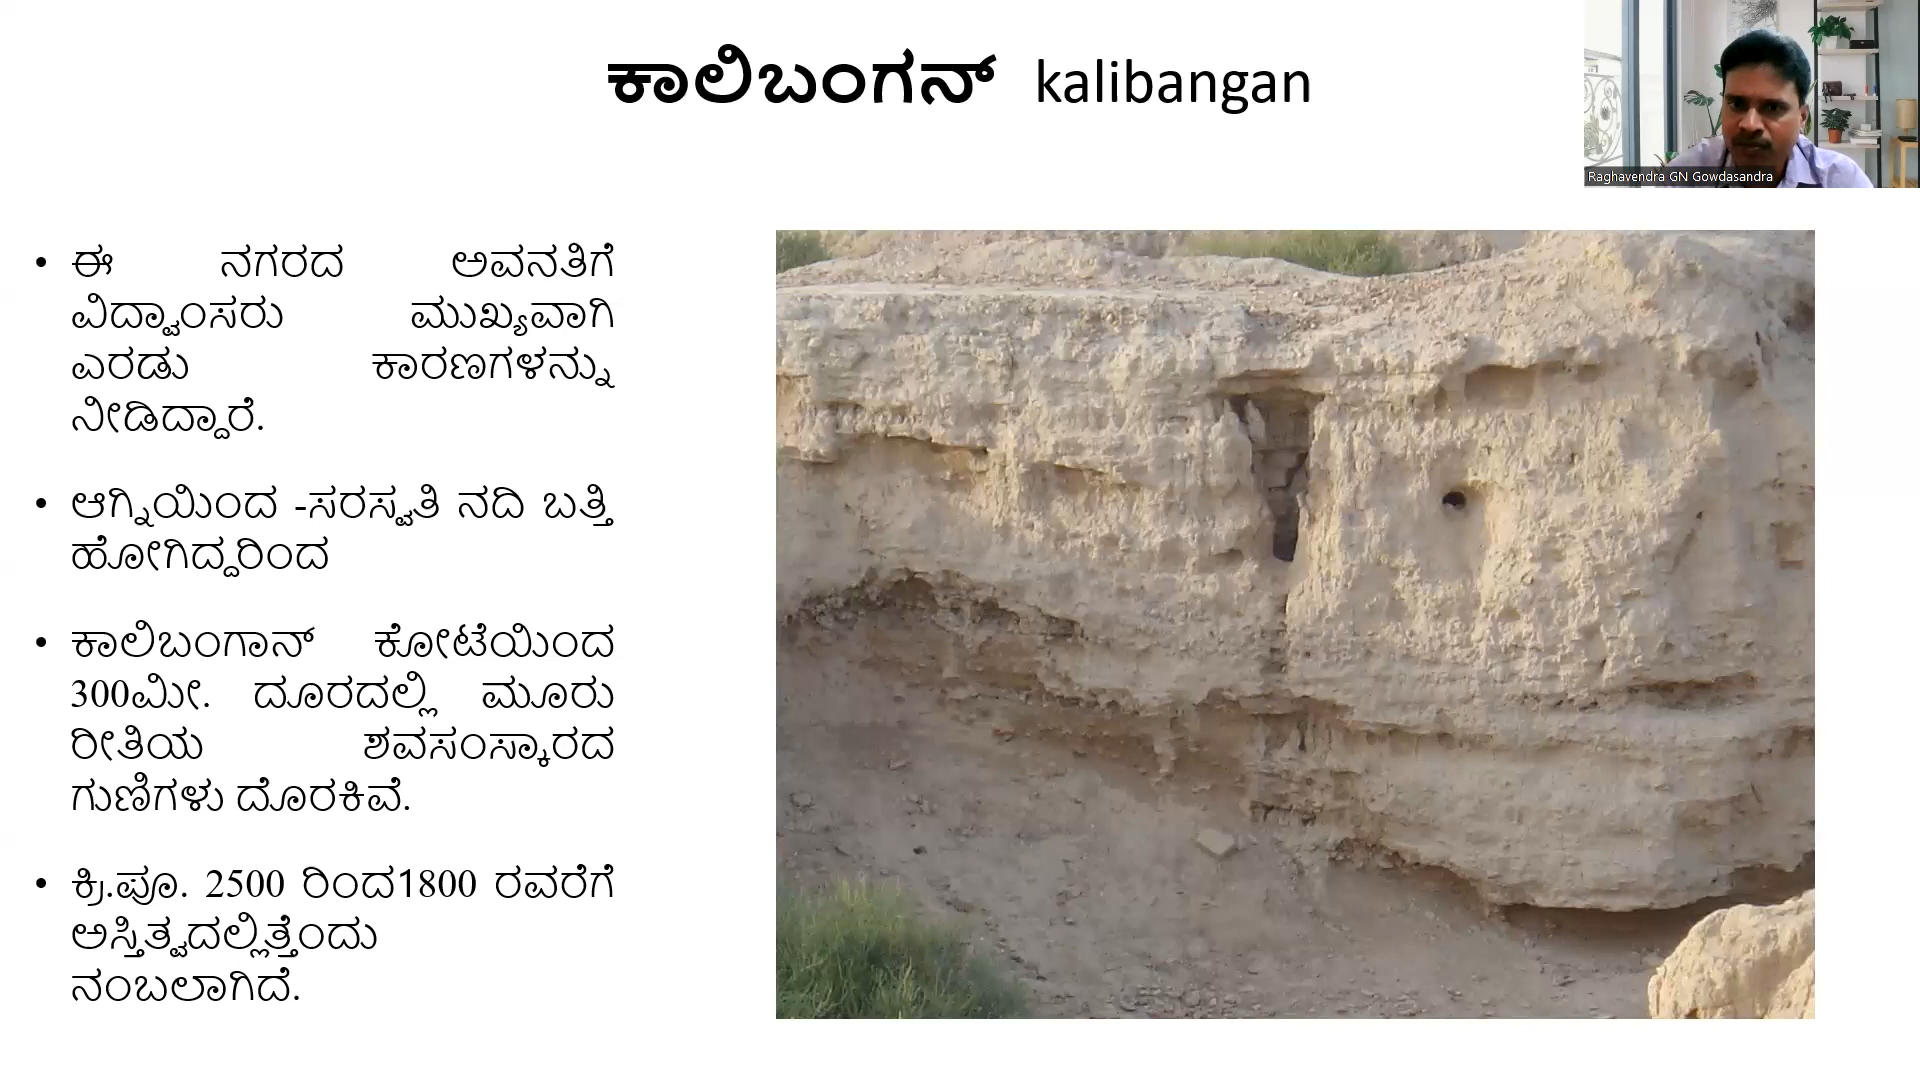 ಕಾಲಿಬಂಗನ್ kalibangan
Raghavendra GN Gowdasandra
• ಈ ನಗರದ ಅವನತಿಗೆ
ವಿದ್ವಾಂಸರು ಮುಖ್ಯವಾಗಿ
ಎರಡು ಕಾರಣಗಳನ್ನು
ನೀಡಿದ್ದಾರೆ.
• ಆಗ್ನಿಯಿಂದ -ಸರಸ್ವತಿ ನದಿ ಬತ್ತಿ
ಹೋಗಿದ್ದರಿಂದ
• ಕಾಲಿಬಂಗಾನ್ ಕೋಟೆಯಿಂದ
300ಮೀ. ದೂರದಲ್ಲಿ ಮೂರು
ರೀತಿಯ ಶವಸಂಸ್ಕಾರದ
ಗುಣಿಗಳು ದೊರಕಿವೆ.
• ಕ್ರಿ.ಪೂ. 2500 ರಿಂದ1800 ರವರೆಗೆ
ಅಸ್ತಿತ್ವದಲ್ಲಿತ್ತೆಂದು
ನಂಬಲಾಗಿದೆ.